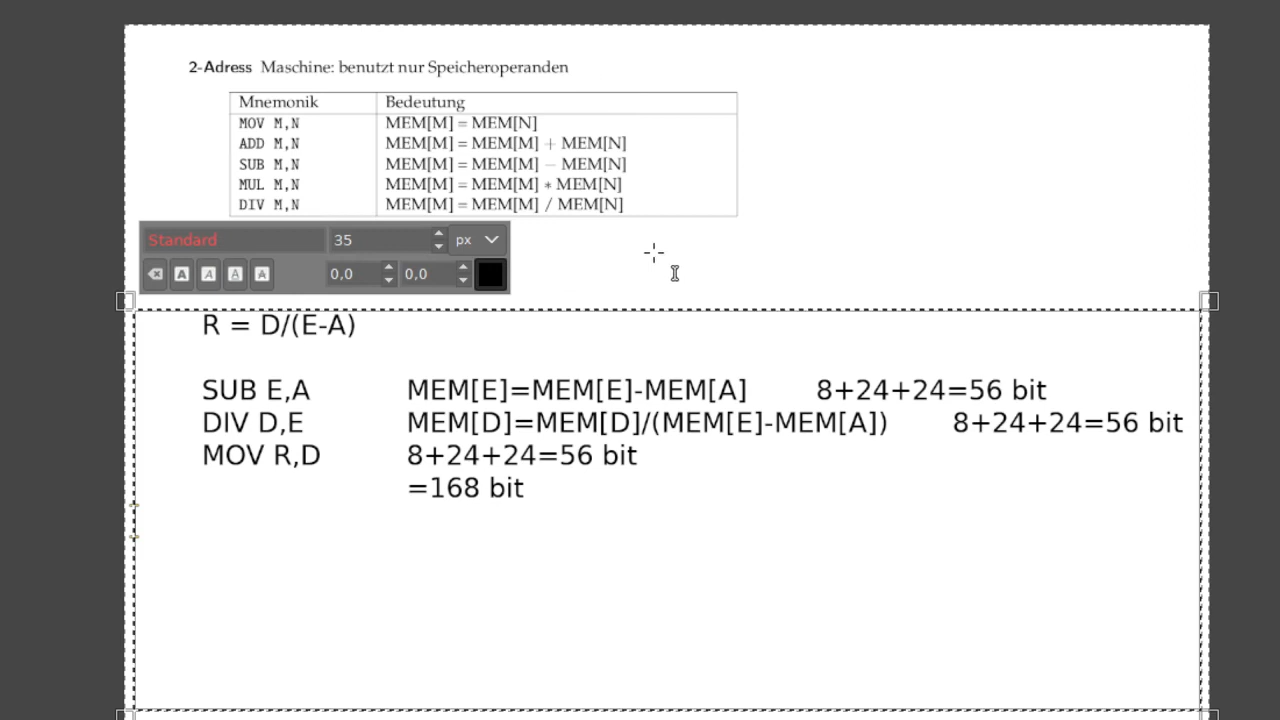 2-Adress Maschine: benutzt nur Speicheroperanden
Mnemonik Bedeutung
MOV M,N MEM[M] = MEM[N]
ADD M,N MEM[M] = MEM[M] + MEM[N]
SUB M,N MEM[M] = MEM[M] − MEM[N]
MUL M,N MEM[M] = MEM[M] * MEM[N]
DIV M,N MEM[M] = MEM[M] / MEM[N]
Standard 35 px
A A A A 0,0 0,0
R = D/(E-A)
SUB E,A MEM[E]=MEM[E]-MEM[A] 8+24+24=56 bit
DIV D,E MEM[D]=MEM[D]/(MEM[E]-MEM[A]) 8+24+24=56 bit
MOV R,D 8+24+24=56 bit
=168 bit